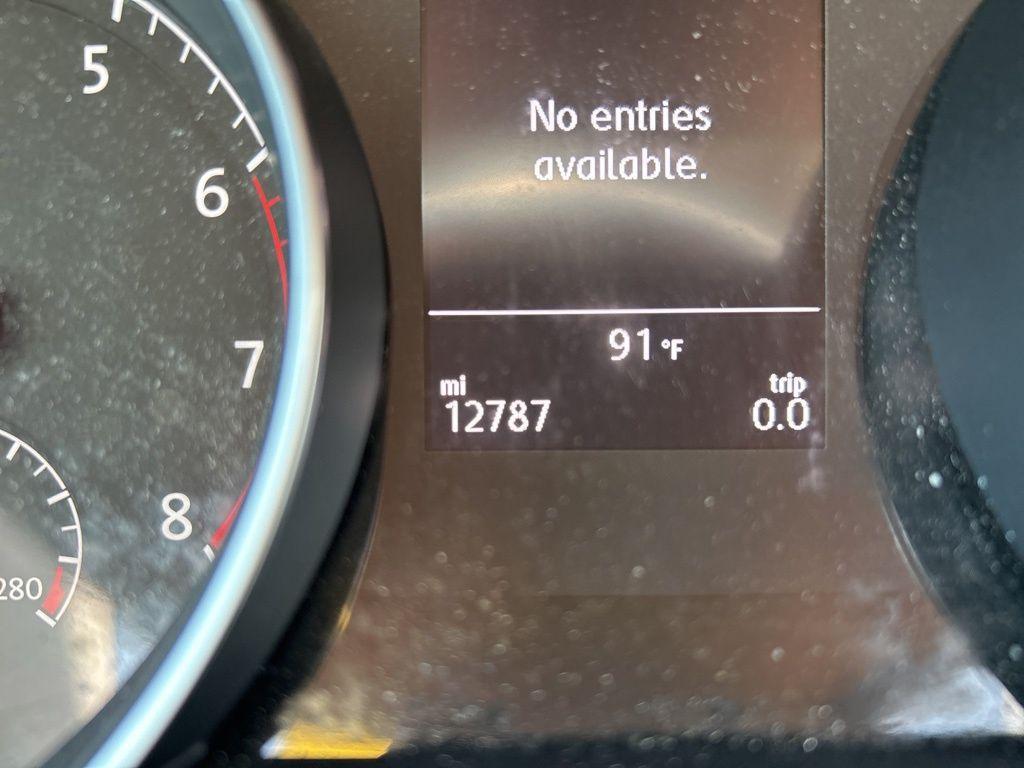 5
6
7
8
280
No entries
available.
91 °F
mi
trip
12787
0.0